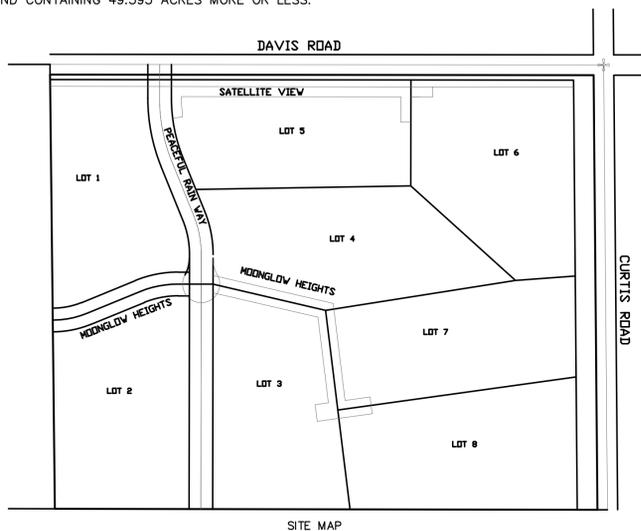 ND CONTAINING 49.595 ACRES MORE OR LESS.
DAVIS ROAD
SATELLITE VIEW
LOT 5
LOT 6
PEACEFUL RAIN WAY
LOT 1
LOT 4
MOONGLOW HEIGHTS
CURTIS ROAD
MOONGLOW HEIGHTS
LOT 7
LOT 3
LOT 2
LOT 8
SITE MAP